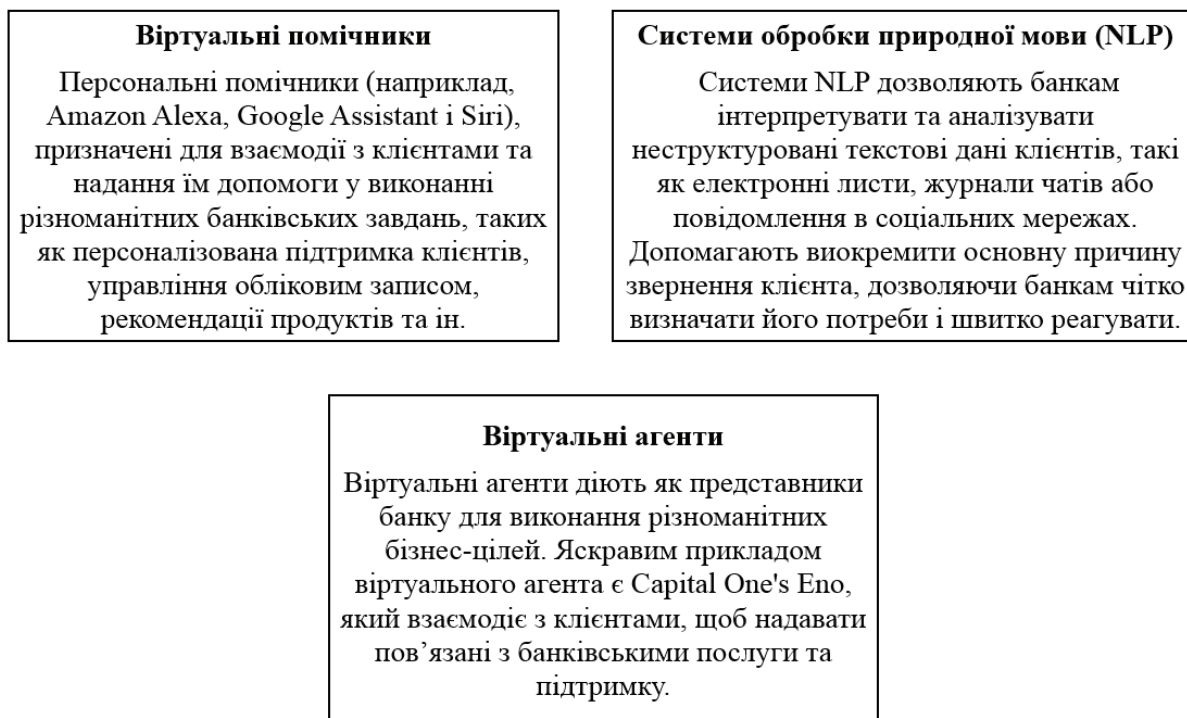 Віртуальні помічники
Персональні помічники (наприклад,
Amazon Alexa, Google Assistant і Siri),
призначені для взаємодії з клієнтами та
надання їм допомоги у виконанні
різноманітних банківських завдань, таких
як персоналізована підтримка клієнтів,
управління обліковим записом,
рекомендації продуктів та ін.
Системи обробки природної мови (NLP)
Системи NLP дозволяють банкам
інтерпретувати та аналізувати
неструктуровані текстові дані клієнтів, такі
як електронні листи, журнали чатів або
повідомлення в соціальних мережах.
Допомагають виокремити основну причину
звернення клієнта, дозволяючи банкам чітко
визначати його потреби і швитко реагувати.
Віртуальні агенти
Віртуальні агенти діють як представники
банку для виконання різноманітних
бізнес-цілей. Яскравим прикладом
віртуального агента є Capital One's Eno,
який взаємодіє з клієнтами, щоб надавати
пов’язані з банківськими послуги та
підтримку.